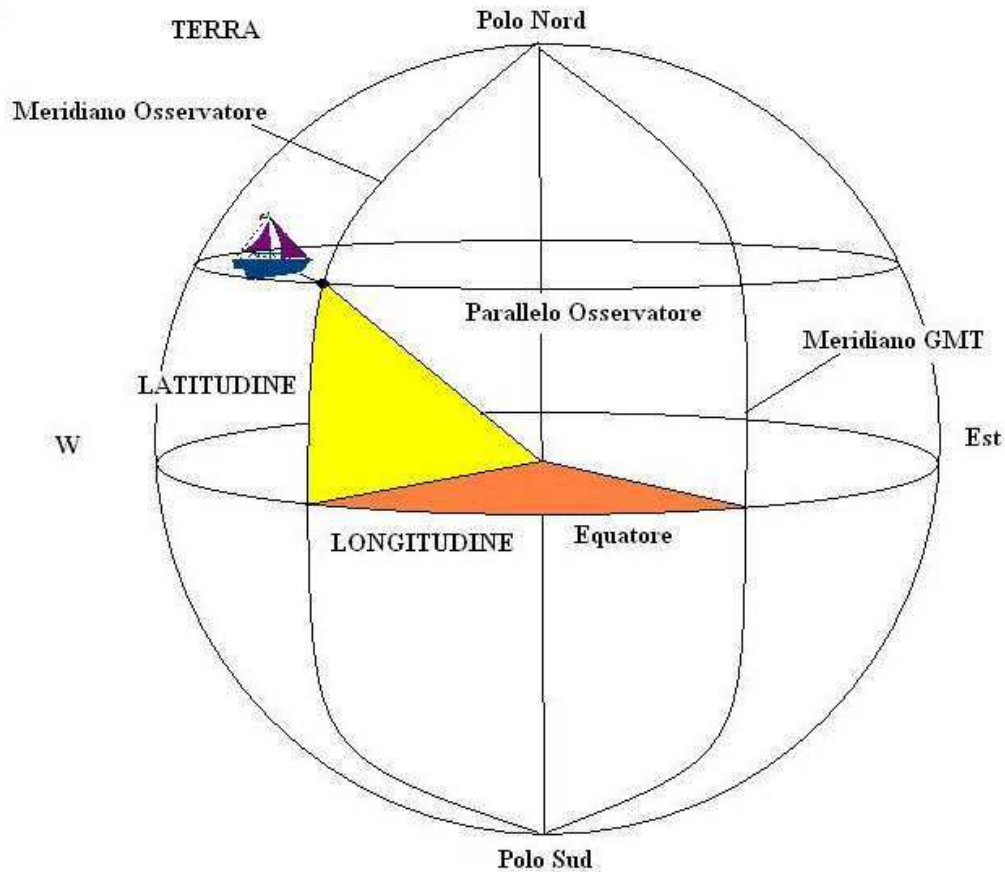 Polo Nord
TERRA
Meridiano Osservatore
Parallelo Osservatore
Meridiano GMT
LATITUDINE
W
Est
Equatore
LONGITUDINE
Polo Sud